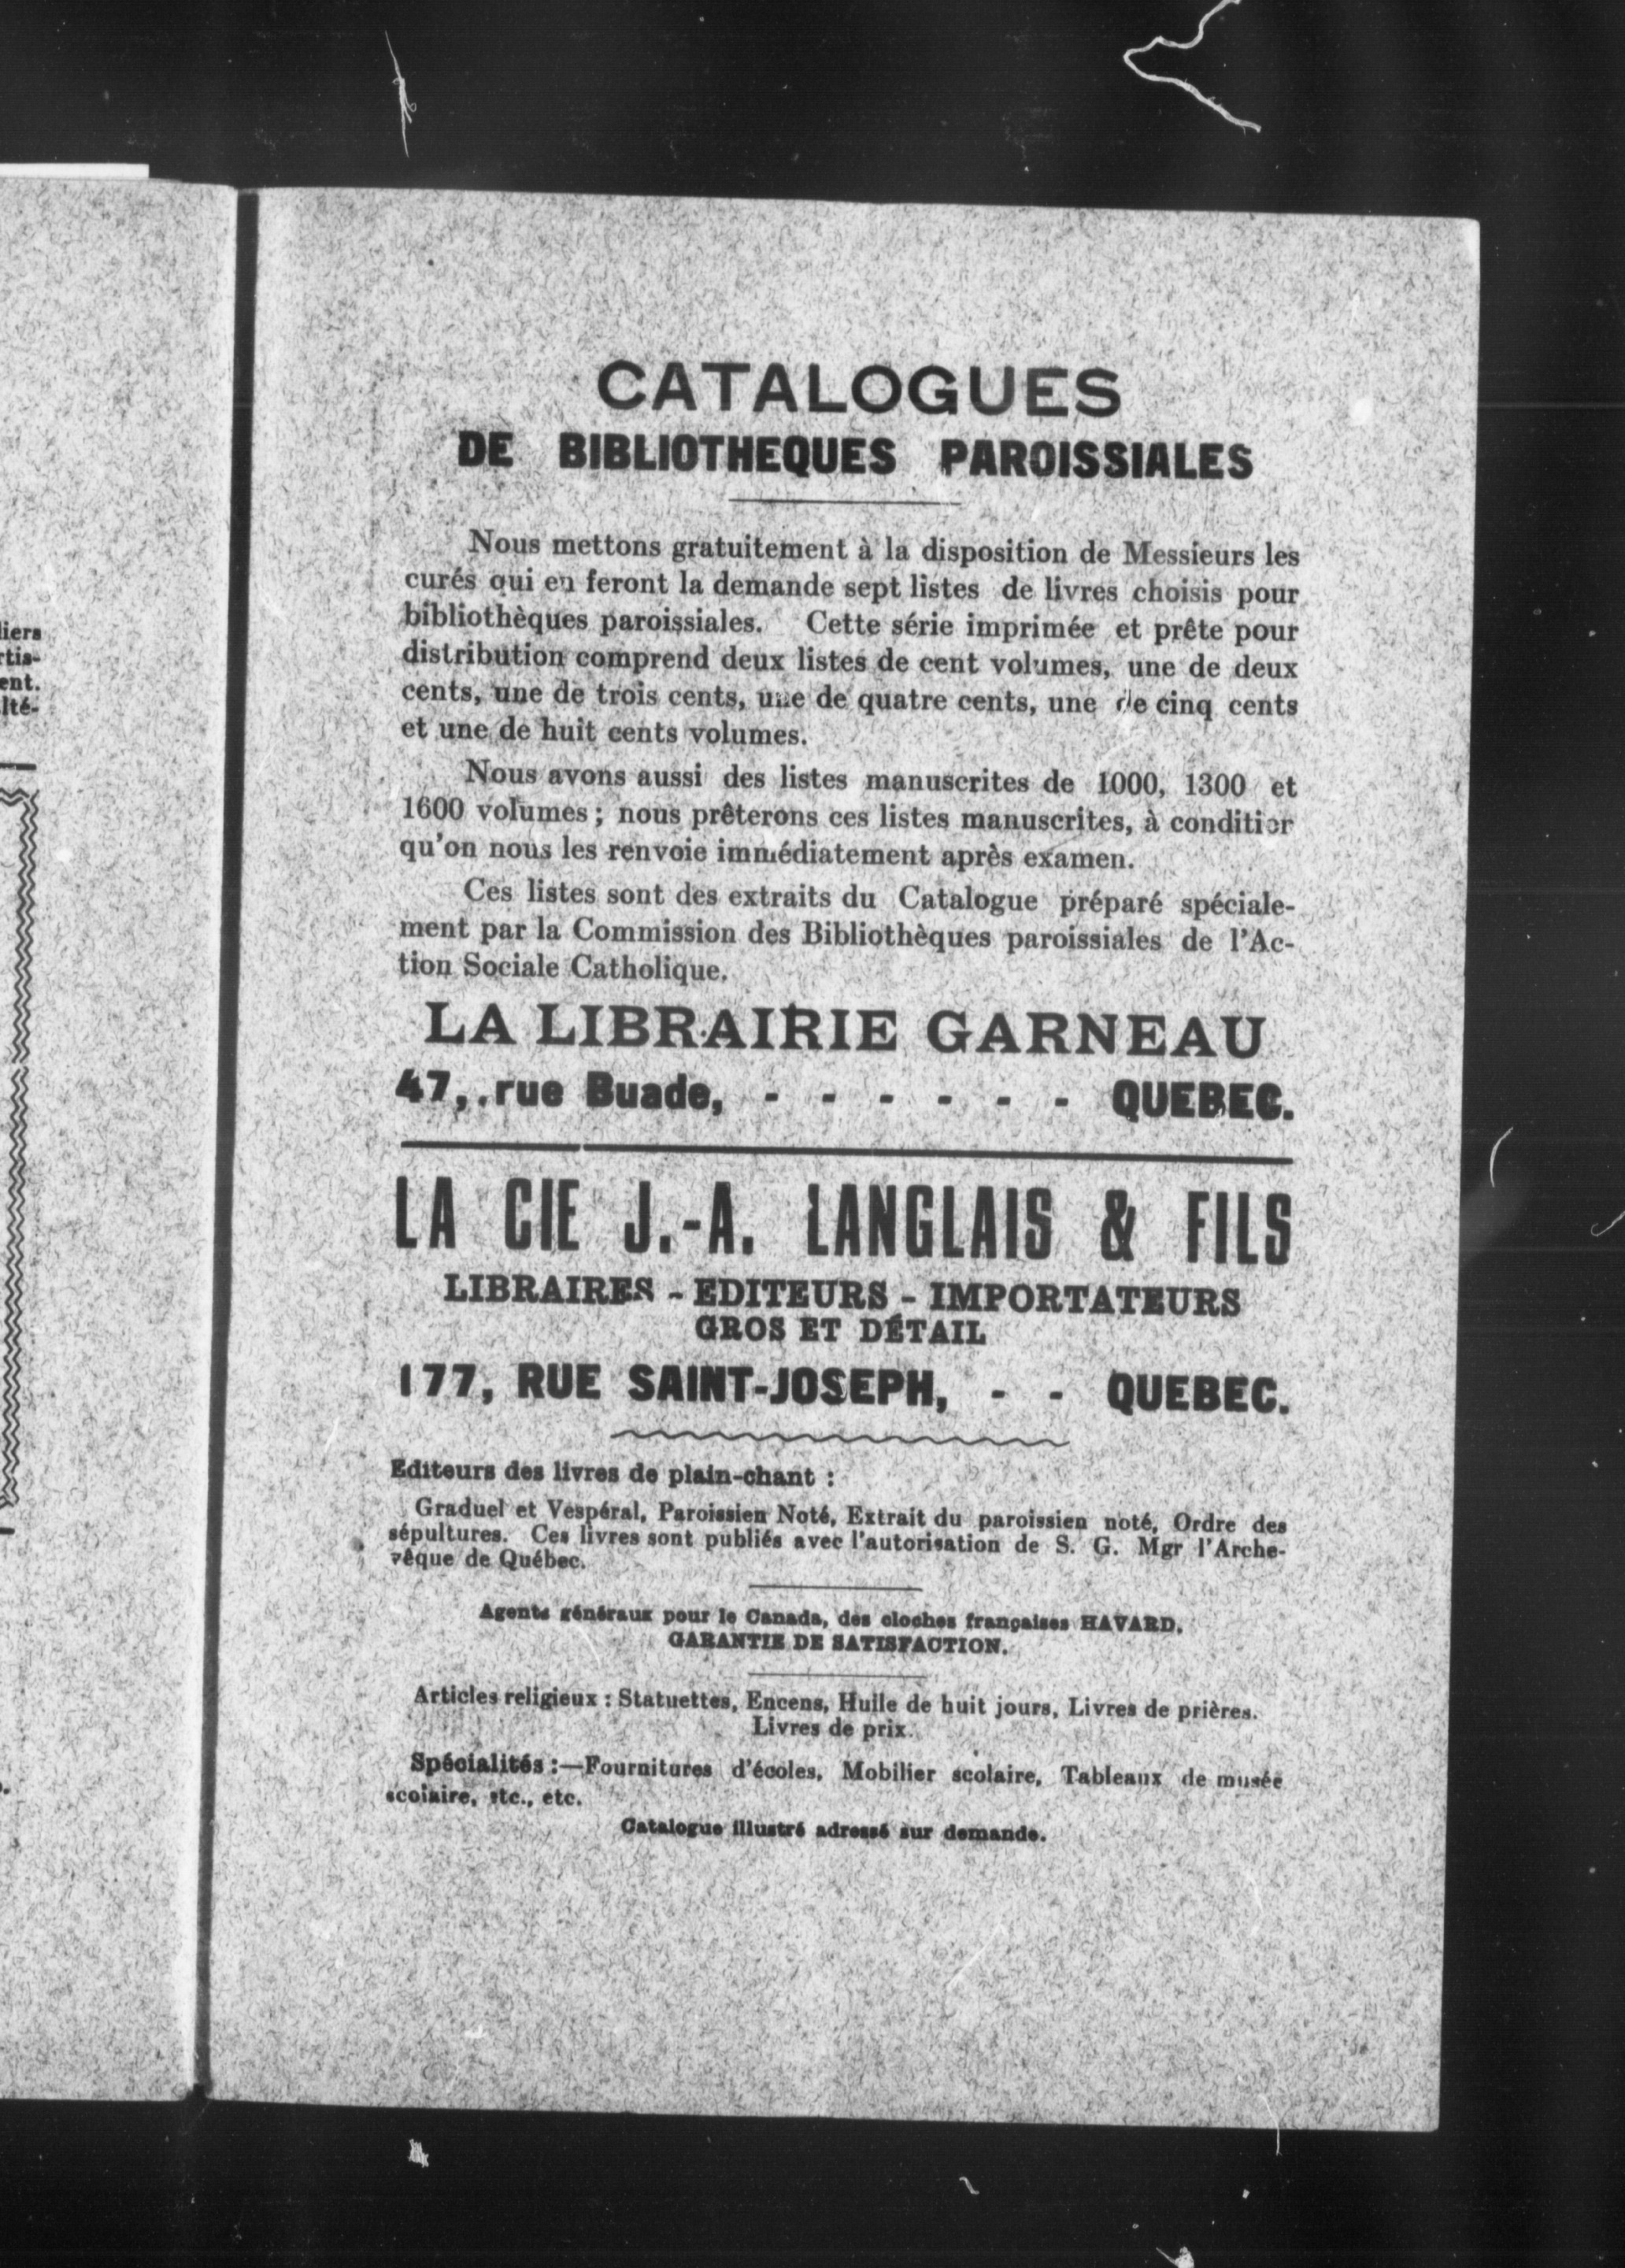 liers
rtis-
ent.
lté-
CATALOGUES
DE BIBLIOTHEQUES PAROISSIALES
Nous mettons gratuitement à la disposition de Messieurs les
curés qui en feront la demande sept listes de livres choisis pour
bibliothèques paroissiales. Cette série imprimée et prête pour
distribution comprend deux listes de cent volumes, une de deux
cents, une de trois cents, une de quatre cents, une de cinq cents
et une de huit cents volumes.
Nous avons aussi des listes manuscrites de 1000, 1300 et
1600 volumes ; nous prêterons ces listes manuscrites, à condition
qu'on nous les renvoie immédiatement après examen.
Ces listes sont des extraits du Catalogue préparé spéciale-
ment par la Commission des Bibliothèques paroissiales de l'Ac-
tion Sociale Catholique.
LA LIBRAIRIE GARNEAU
47, rue Buade, - - - - - - QUEBEC.
LA CIE J.-A. LANGLAIS & FILS
LIBRAIRES - EDITEURS - IMPORTATEURS
GROS ET DÉTAIL
177, RUE SAINT-JOSEPH, - - QUEBEC.
Editeurs des livres de plain-chant :
Graduel et Vespéral, Paroissien Noté, Extrait du paroissien noté, Ordre des
sépultures. Ces livres sont publiés avec l'autorisation de S. G. Mgr l'Arche-
vêque de Québec.
Agents généraux pour le Canada, des cloches françaises HAVARD.
GARANTIE DE SATISFACTION.
Articles religieux : Statuettes, Encens, Huile de huit jours, Livres de prières.
Livres de prix.
Spécialités :—Fournitures d'écoles, Mobilier scolaire, Tableaux de musée
scolaire, etc., etc.
Catalogue illustré adressé sur demande.